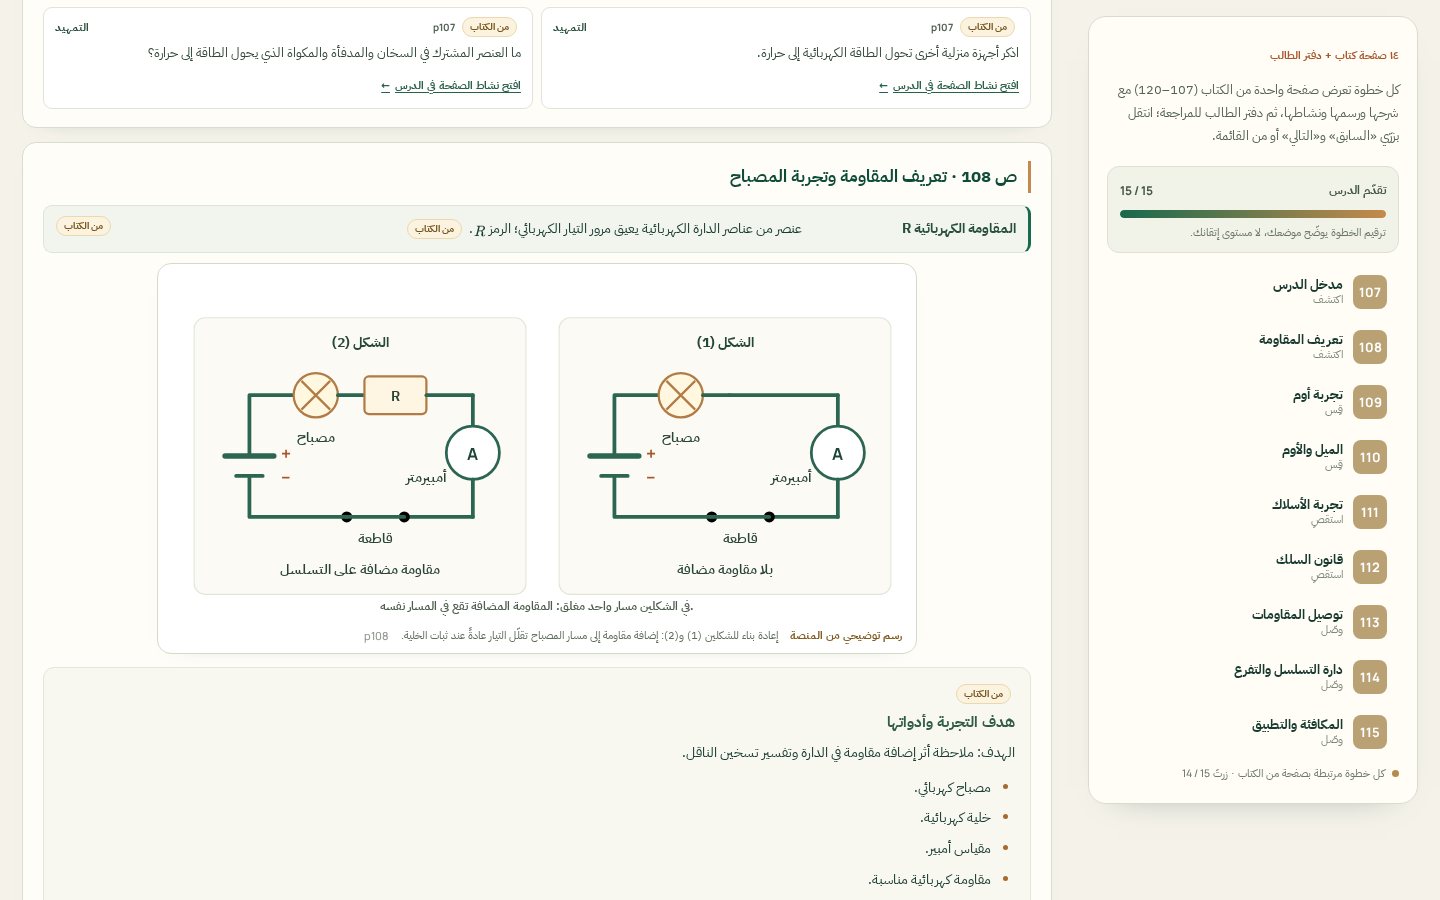 ١٤ صفحة كتاب + دفتر الطالب
كل خطوة تعرض صفحة واحدة من الكتاب (107–120) مع
شرحها ورسمها ونشاطها، ثم دفتر الطالب للمراجعة؛ انتقل
بزرّي «السابق» و«التالي» أو من القائمة.
تقدّم الدرس 15 / 15
ترقيم الخطوة يوضّح موضعك، لا مستوى إتقانك.
107 مدخل الدرس
اكتشف
108 تعريف المقاومة
اكتشف
109 تجربة أوم
قِس
110 الميل والأوم
قِس
111 تجربة الأسلاك
استقصِ
112 قانون السلك
استقصِ
113 توصيل المقاومات
وصّل
114 دارة التسلسل والتفرع
وصّل
115 المكافئة والتطبيق
وصّل
كل خطوة مرتبطة بصفحة من الكتاب · زرتَ 15 / 14
من الكتاب p107 التمهيد
اذكر أجهزة منزلية أخرى تحول الطاقة الكهربائية إلى حرارة.
افتح نشاط الصفحة في الدرس ←
من الكتاب p107 التمهيد
ما العنصر المشترك في السخان والمدفأة والمكواة الذي يحول الطاقة إلى حرارة؟
افتح نشاط الصفحة في الدرس ←
ص 108 · تعريف المقاومة وتجربة المصباح
المقاومة الكهربائية R عنصر من عناصر الدارة الكهربائية يعيق مرور التيار الكهربائي؛ الرمز R. من الكتاب من الكتاب
الشكل (1)
مصباح
+
A
−
أمبيرمتر
قاطعة
بلا مقاومة مضافة
الشكل (2)
R
مصباح
+
A
−
أمبيرمتر
قاطعة
مقاومة مضافة على التسلسل
في الشكلين مسار واحد مغلق: المقاومة المضافة تقع في المسار نفسه.
رسم توضيحي من المنصة إعادة بناء للشكلين (1) و(2): إضافة مقاومة إلى مسار المصباح تقلّل التيار عادةً عند ثبات الخلية. p108
من الكتاب
هدف التجربة وأدواتها
الهدف: ملاحظة أثر إضافة مقاومة في الدارة وتفسير تسخين الناقل.
• مصباح كهربائي.
• خلية كهربائية.
• مقياس أمبير.
• مقاومة كهربائية مناسبة.